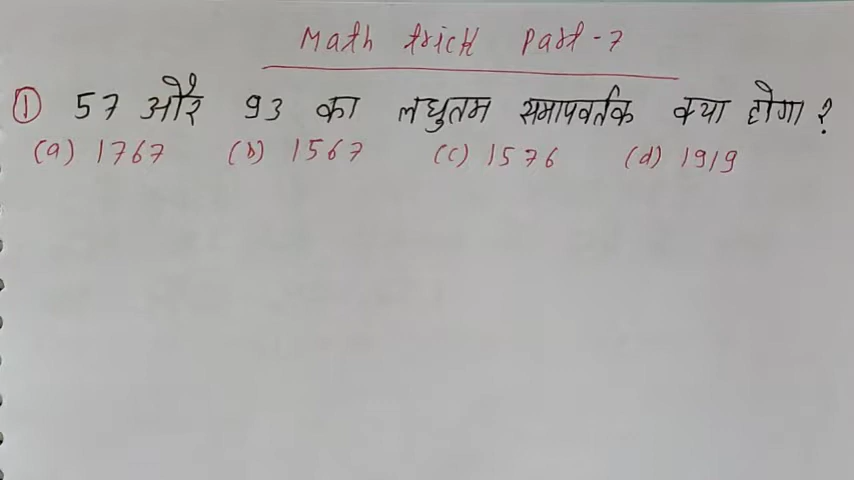 Math trick Part-7
① 57 और 93 का लघुतम समापवर्तक क्या होगा ?
(a) 1767 (b) 1567 (c) 1576 (d) 1919